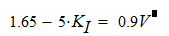 1.65 − 5·K_I = 0.9V▪